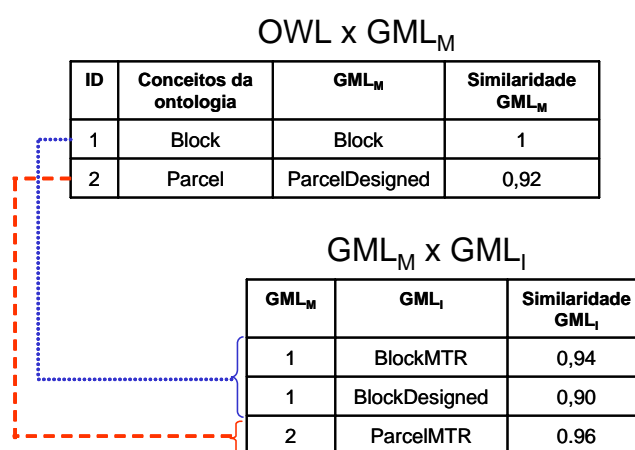 OWL x GMLM
ID Conceitos da ontologia GMLM Similaridade GMLM
1 Block Block 1
2 Parcel ParcelDesigned 0,92
GMLM x GMLI
GMLM GMLI Similaridade GMLI
1 BlockMTR 0,94
1 BlockDesigned 0,90
2 ParcelMTR 0.96